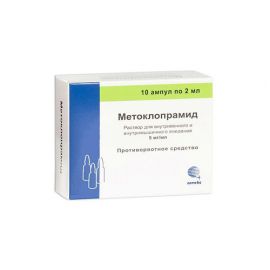 10 ампул по 2 мл
Метоклопрамид
Раствор для внутривенного и
внутримышечного введения
5 мг/мл
Противорвотное средство
Метоклопрамид